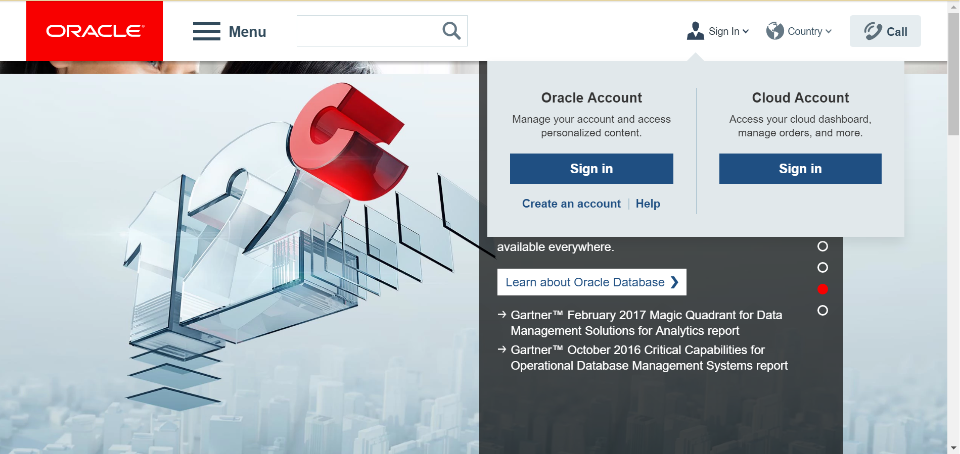 ORACLE
Menu
Sign In
Country
Call
Oracle Account
Manage your account and access
personalized content.
Sign in
Create an account | Help
Cloud Account
Access your cloud dashboard,
manage orders, and more.
Sign in
12c
available everywhere.
Learn about Oracle Database ❯
→ Gartner™ February 2017 Magic Quadrant for Data
Management Solutions for Analytics report
→ Gartner™ October 2016 Critical Capabilities for
Operational Database Management Systems report